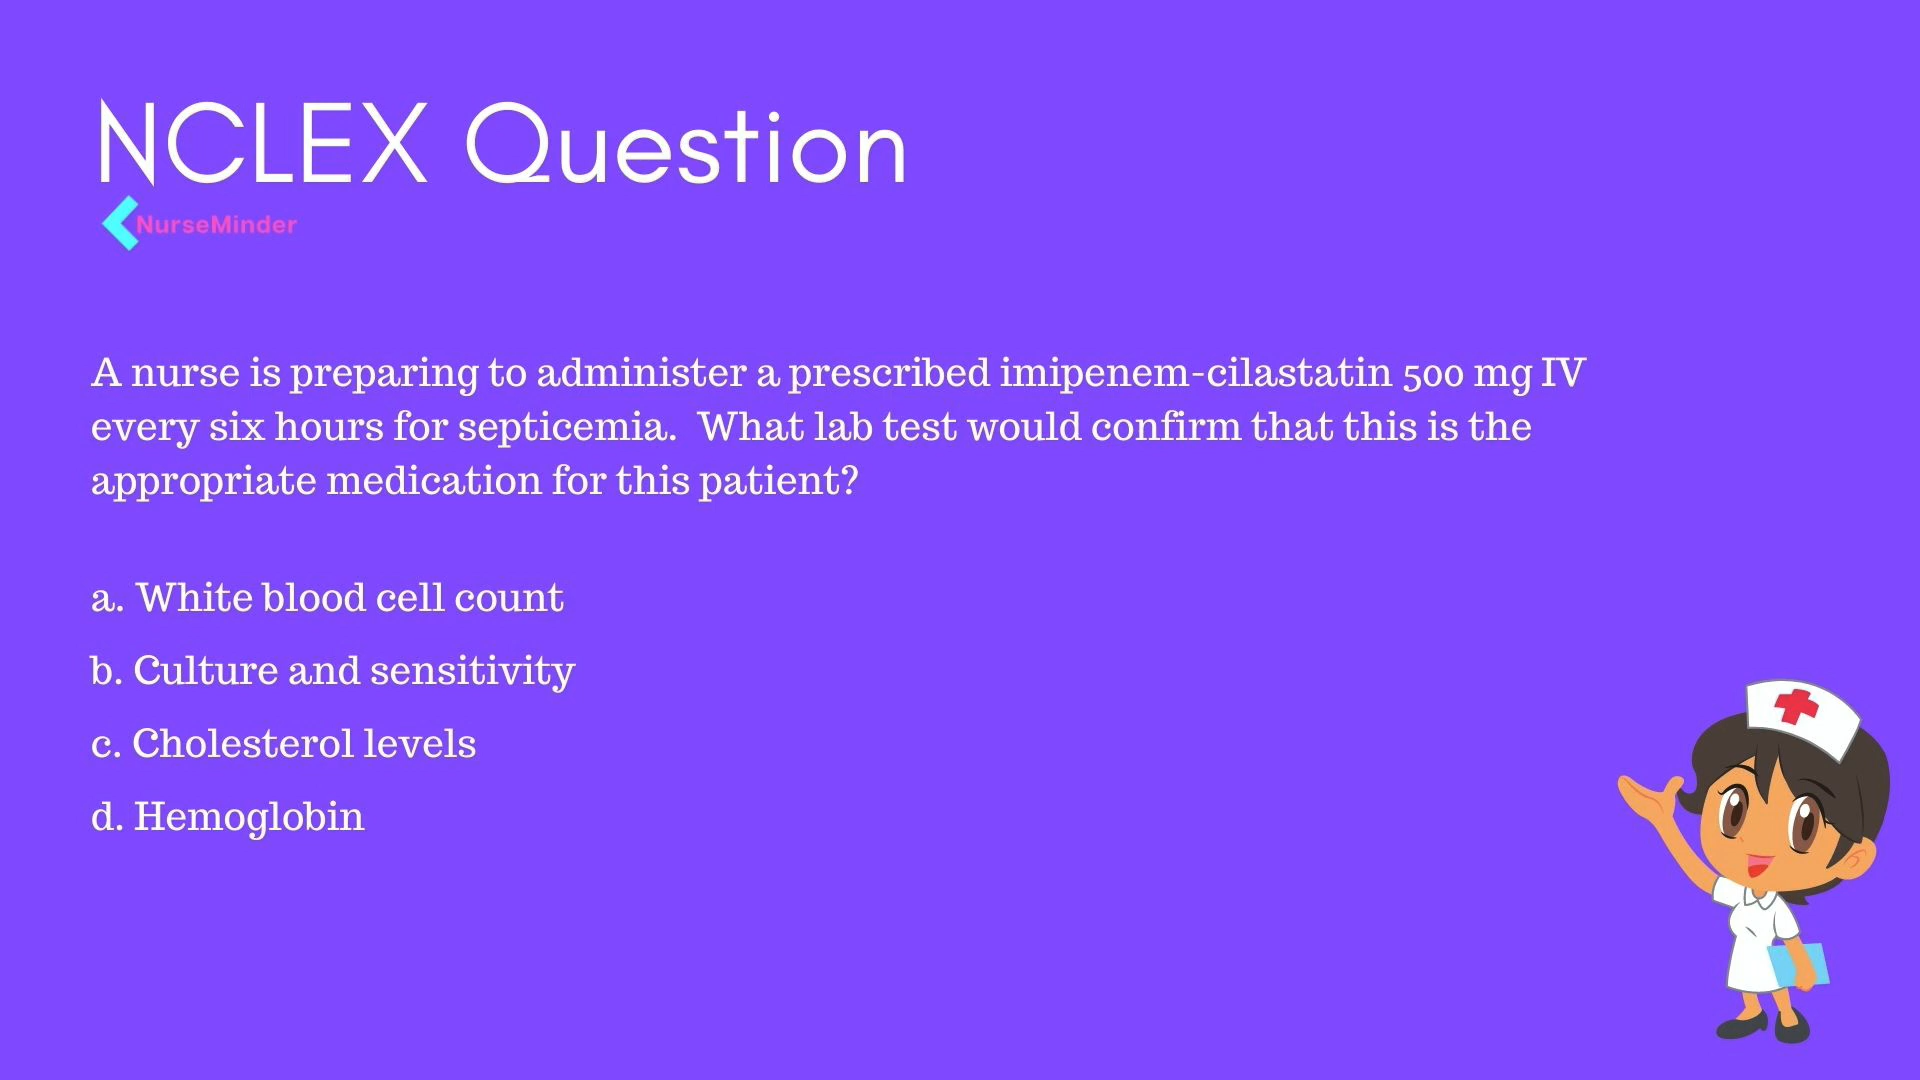 NCLEX Question
NurseMinder
A nurse is preparing to administer a prescribed imipenem-cilastatin 500 mg IV
every six hours for septicemia.  What lab test would confirm that this is the
appropriate medication for this patient?
a. White blood cell count
b. Culture and sensitivity
c. Cholesterol levels
d. Hemoglobin